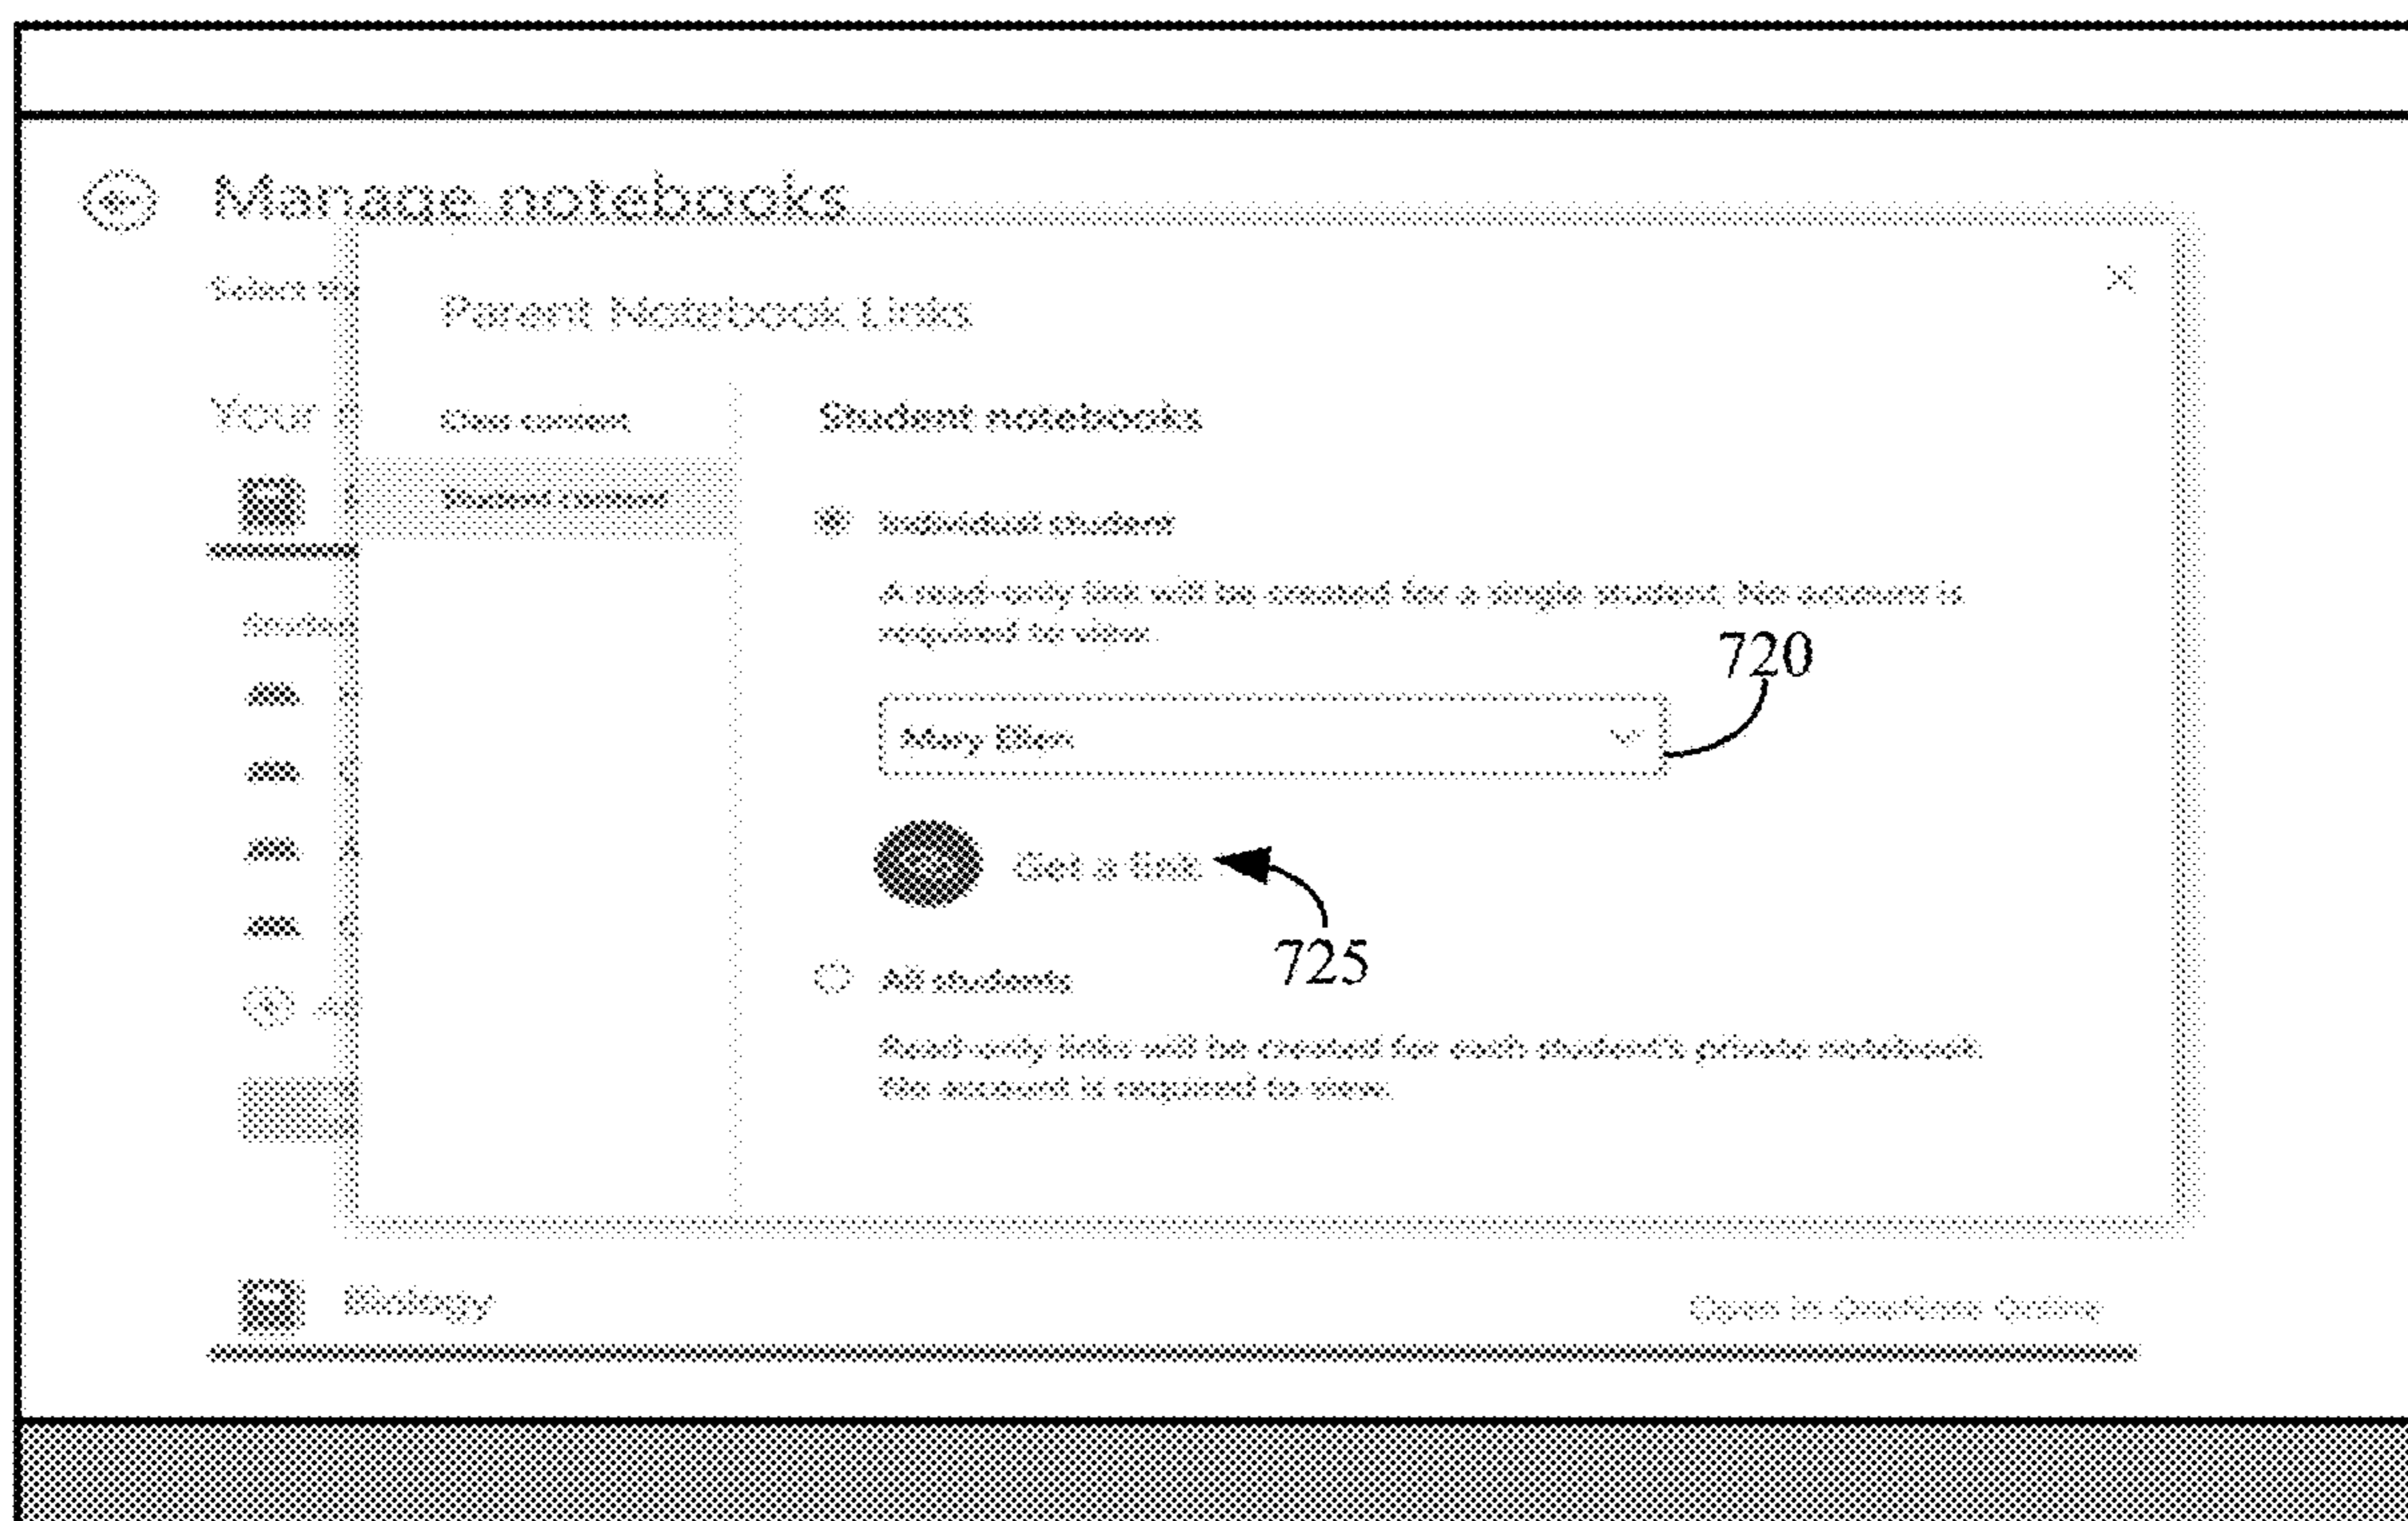 Manage notebooks
Select
Parent Notebook Links
Your
Class content
Student notebooks
Student content
Individual student
A read-only link will be created for a single student. No account is
required to view.
720
Mary Ellen
Get a link
725
All students
Read-only links will be created for each student's private notebook.
No account is required to view.
Biology
Open in OneNote Online